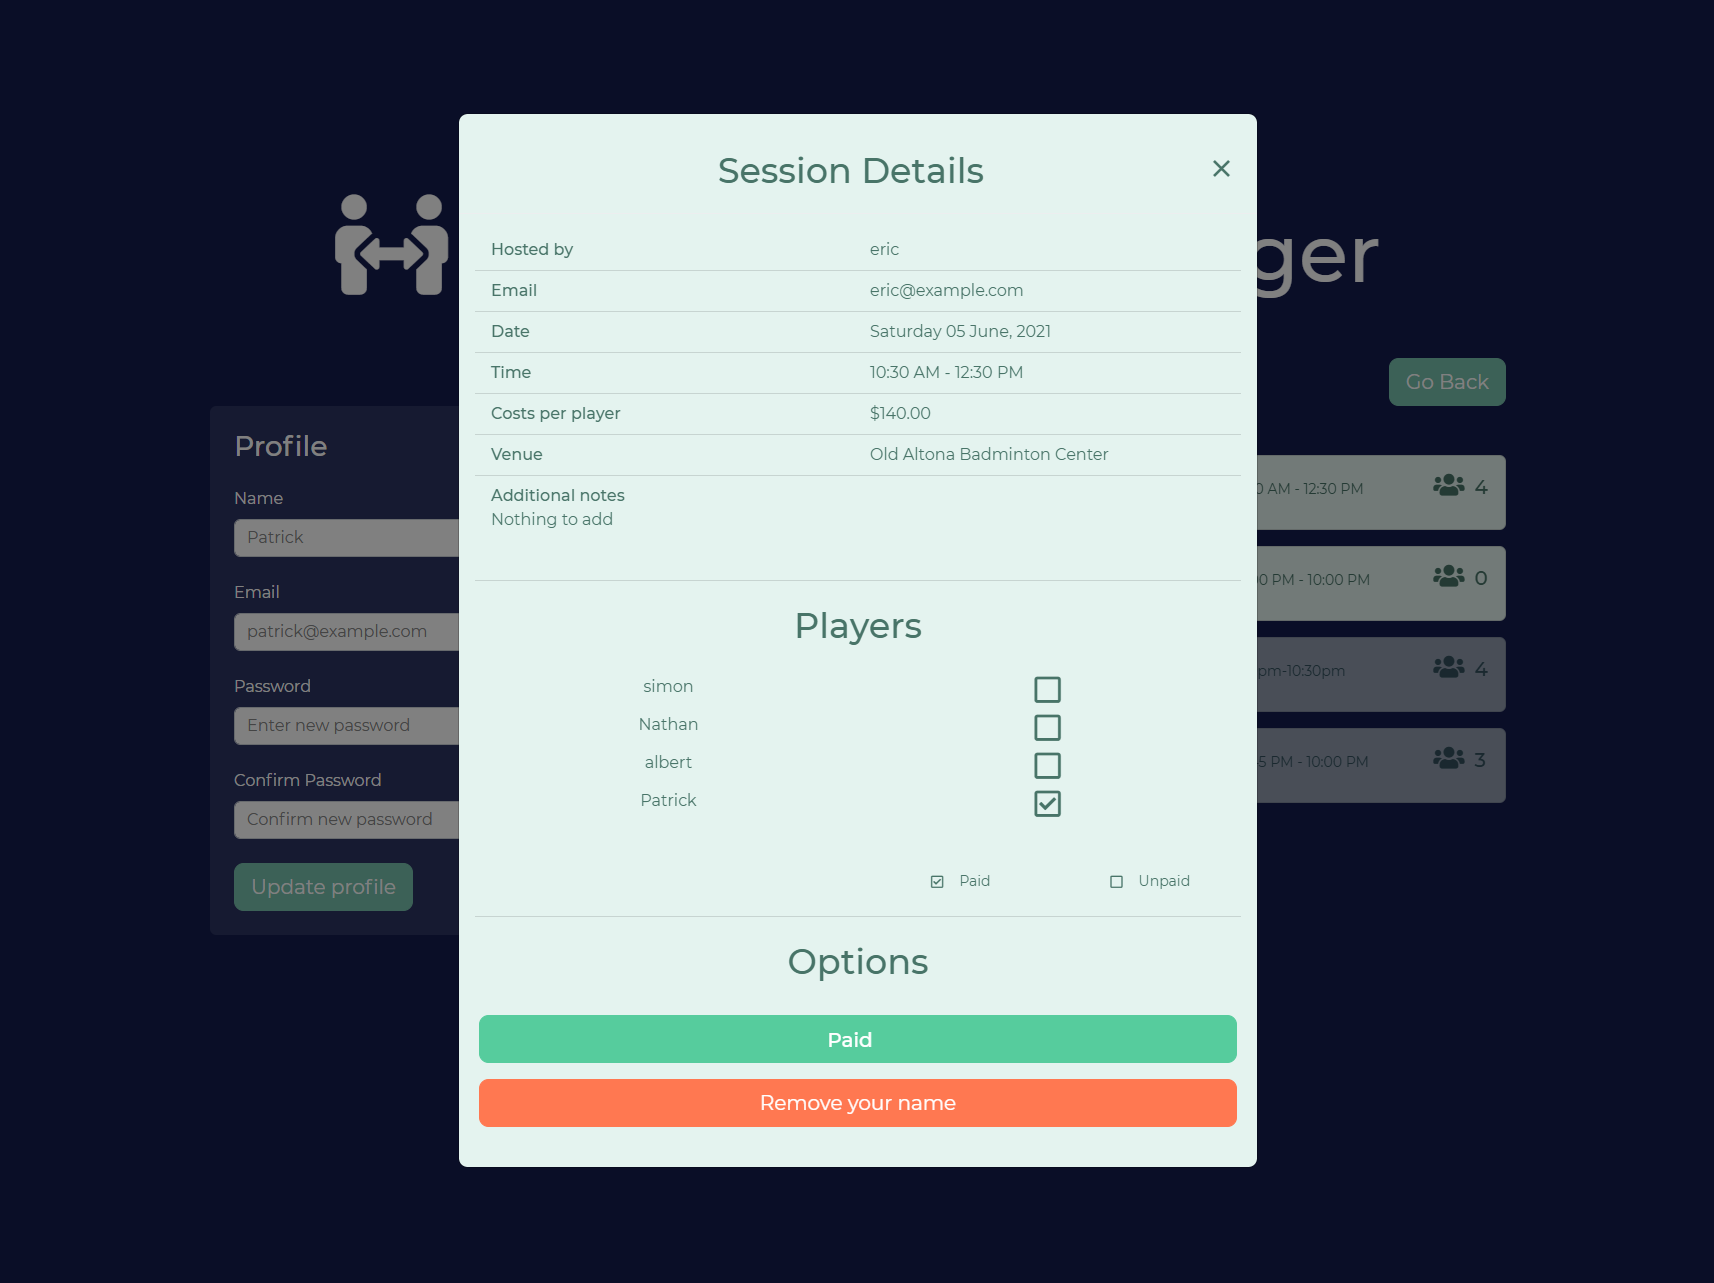 Session Details
Hosted by eric
Email eric@example.com
Date Saturday 05 June, 2021
Time 10:30 AM - 12:30 PM
Costs per player $140.00
Venue Old Altona Badminton Center
Additional notes
Nothing to add
Players
simon
Nathan
albert
Patrick
Paid Unpaid
Options
Paid
Remove your name
ger
Go Back
Profile
Name
Patrick
Email
patrick@example.com
Password
Enter new password
Confirm Password
Confirm new password
Update profile
0 AM - 12:30 PM 4
00 PM - 10:00 PM 0
pm-10:30pm 4
5 PM - 10:00 PM 3